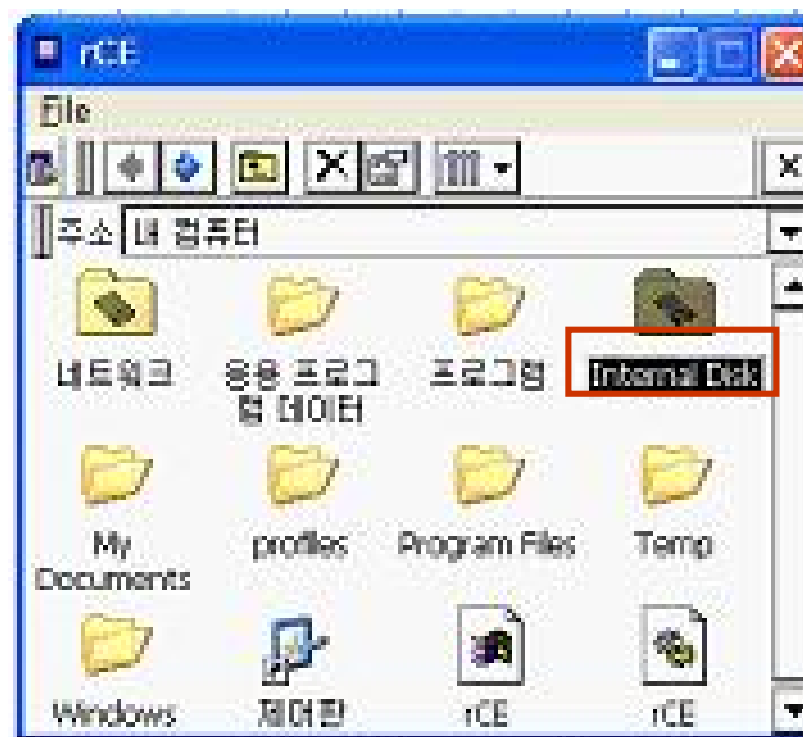 rCE
File
주소 내 컴퓨터
네트워크 응용 프로그 프로그램 Internal Disk
램 데이터
My profiles Program Files Temp
Documents
Windows 제어판 rCE rCE